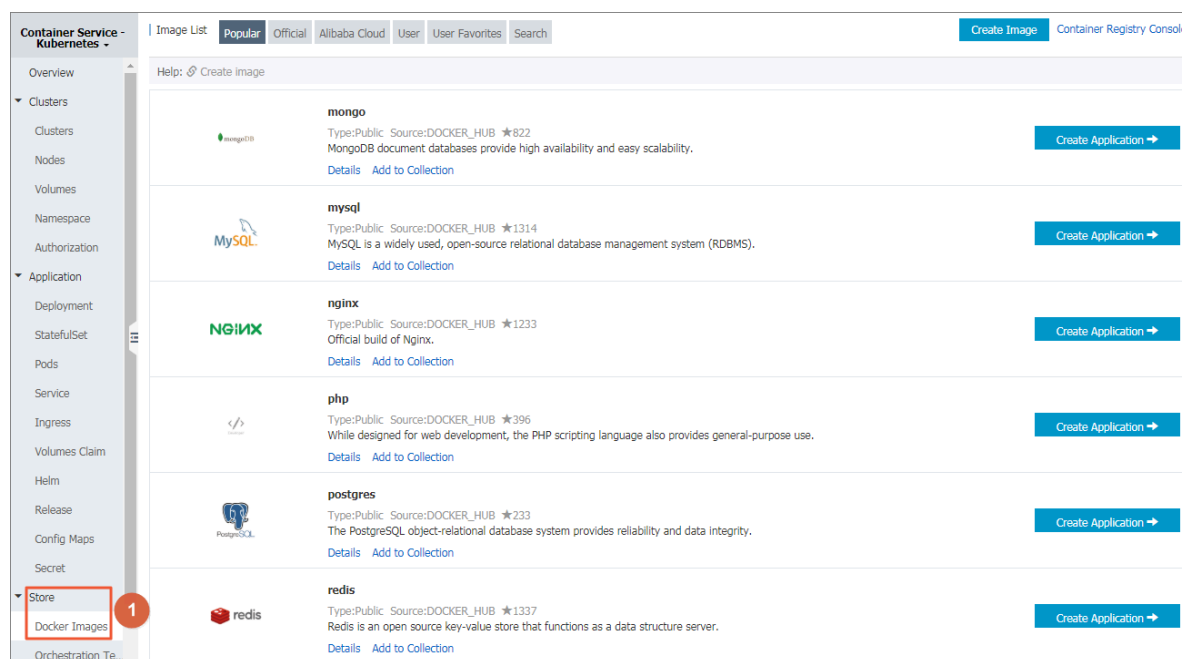 Container Service -
Kubernetes
Overview
Clusters
Clusters
Nodes
Volumes
Namespace
Authorization
Application
Deployment
StatefulSet
Pods
Service
Ingress
Volumes Claim
Helm
Release
Config Maps
Secret
Store
Docker Images
1
Orchestration Te...
Image List Popular Official Alibaba Cloud User User Favorites Search Create Image Container Registry Console
Help: Create image
mongoDB
mongo
Type:Public Source:DOCKER_HUB ★822
MongoDB document databases provide high availability and easy scalability.
Details Add to Collection
Create Application ➔
MySQL
mysql
Type:Public Source:DOCKER_HUB ★1314
MySQL is a widely used, open-source relational database management system (RDBMS).
Details Add to Collection
Create Application ➔
NGINX
nginx
Type:Public Source:DOCKER_HUB ★1233
Official build of Nginx.
Details Add to Collection
Create Application ➔
</>
php
Type:Public Source:DOCKER_HUB ★396
While designed for web development, the PHP scripting language also provides general-purpose use.
Details Add to Collection
Create Application ➔
PostgreSQL
postgres
Type:Public Source:DOCKER_HUB ★233
The PostgreSQL object-relational database system provides reliability and data integrity.
Details Add to Collection
Create Application ➔
redis
redis
Type:Public Source:DOCKER_HUB ★1337
Redis is an open source key-value store that functions as a data structure server.
Details Add to Collection
Create Application ➔